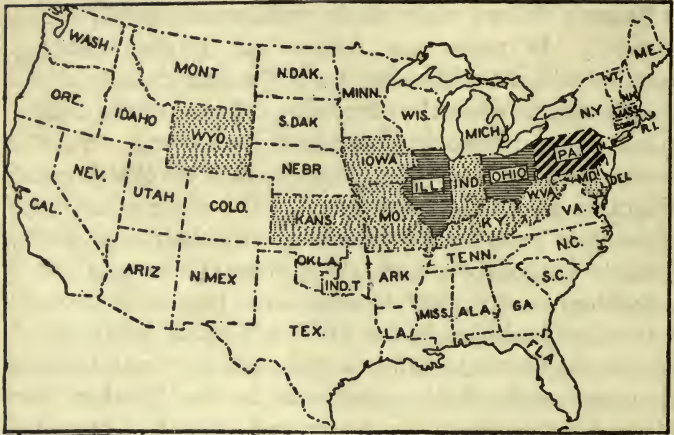 WASH.
MONT
N.DAK.
MINN.
ME.
VT.
N.H.
ORE.
IDAHO
WYO.
S.DAK
WIS.
MICH.
N.Y
MASS
R.I.
NEV.
UTAH
COLO.
NEBR
IOWA
ILL.
IND.
OHIO
PA.
MD.
DEL
CAL.
KANS.
MO.
KY.
W.VA.
VA.
ARIZ
N.MEX
OKLA.
IND.T
ARK
TENN.
N.C.
S.C.
TEX.
LA.
MISS.
ALA.
GA
FLA